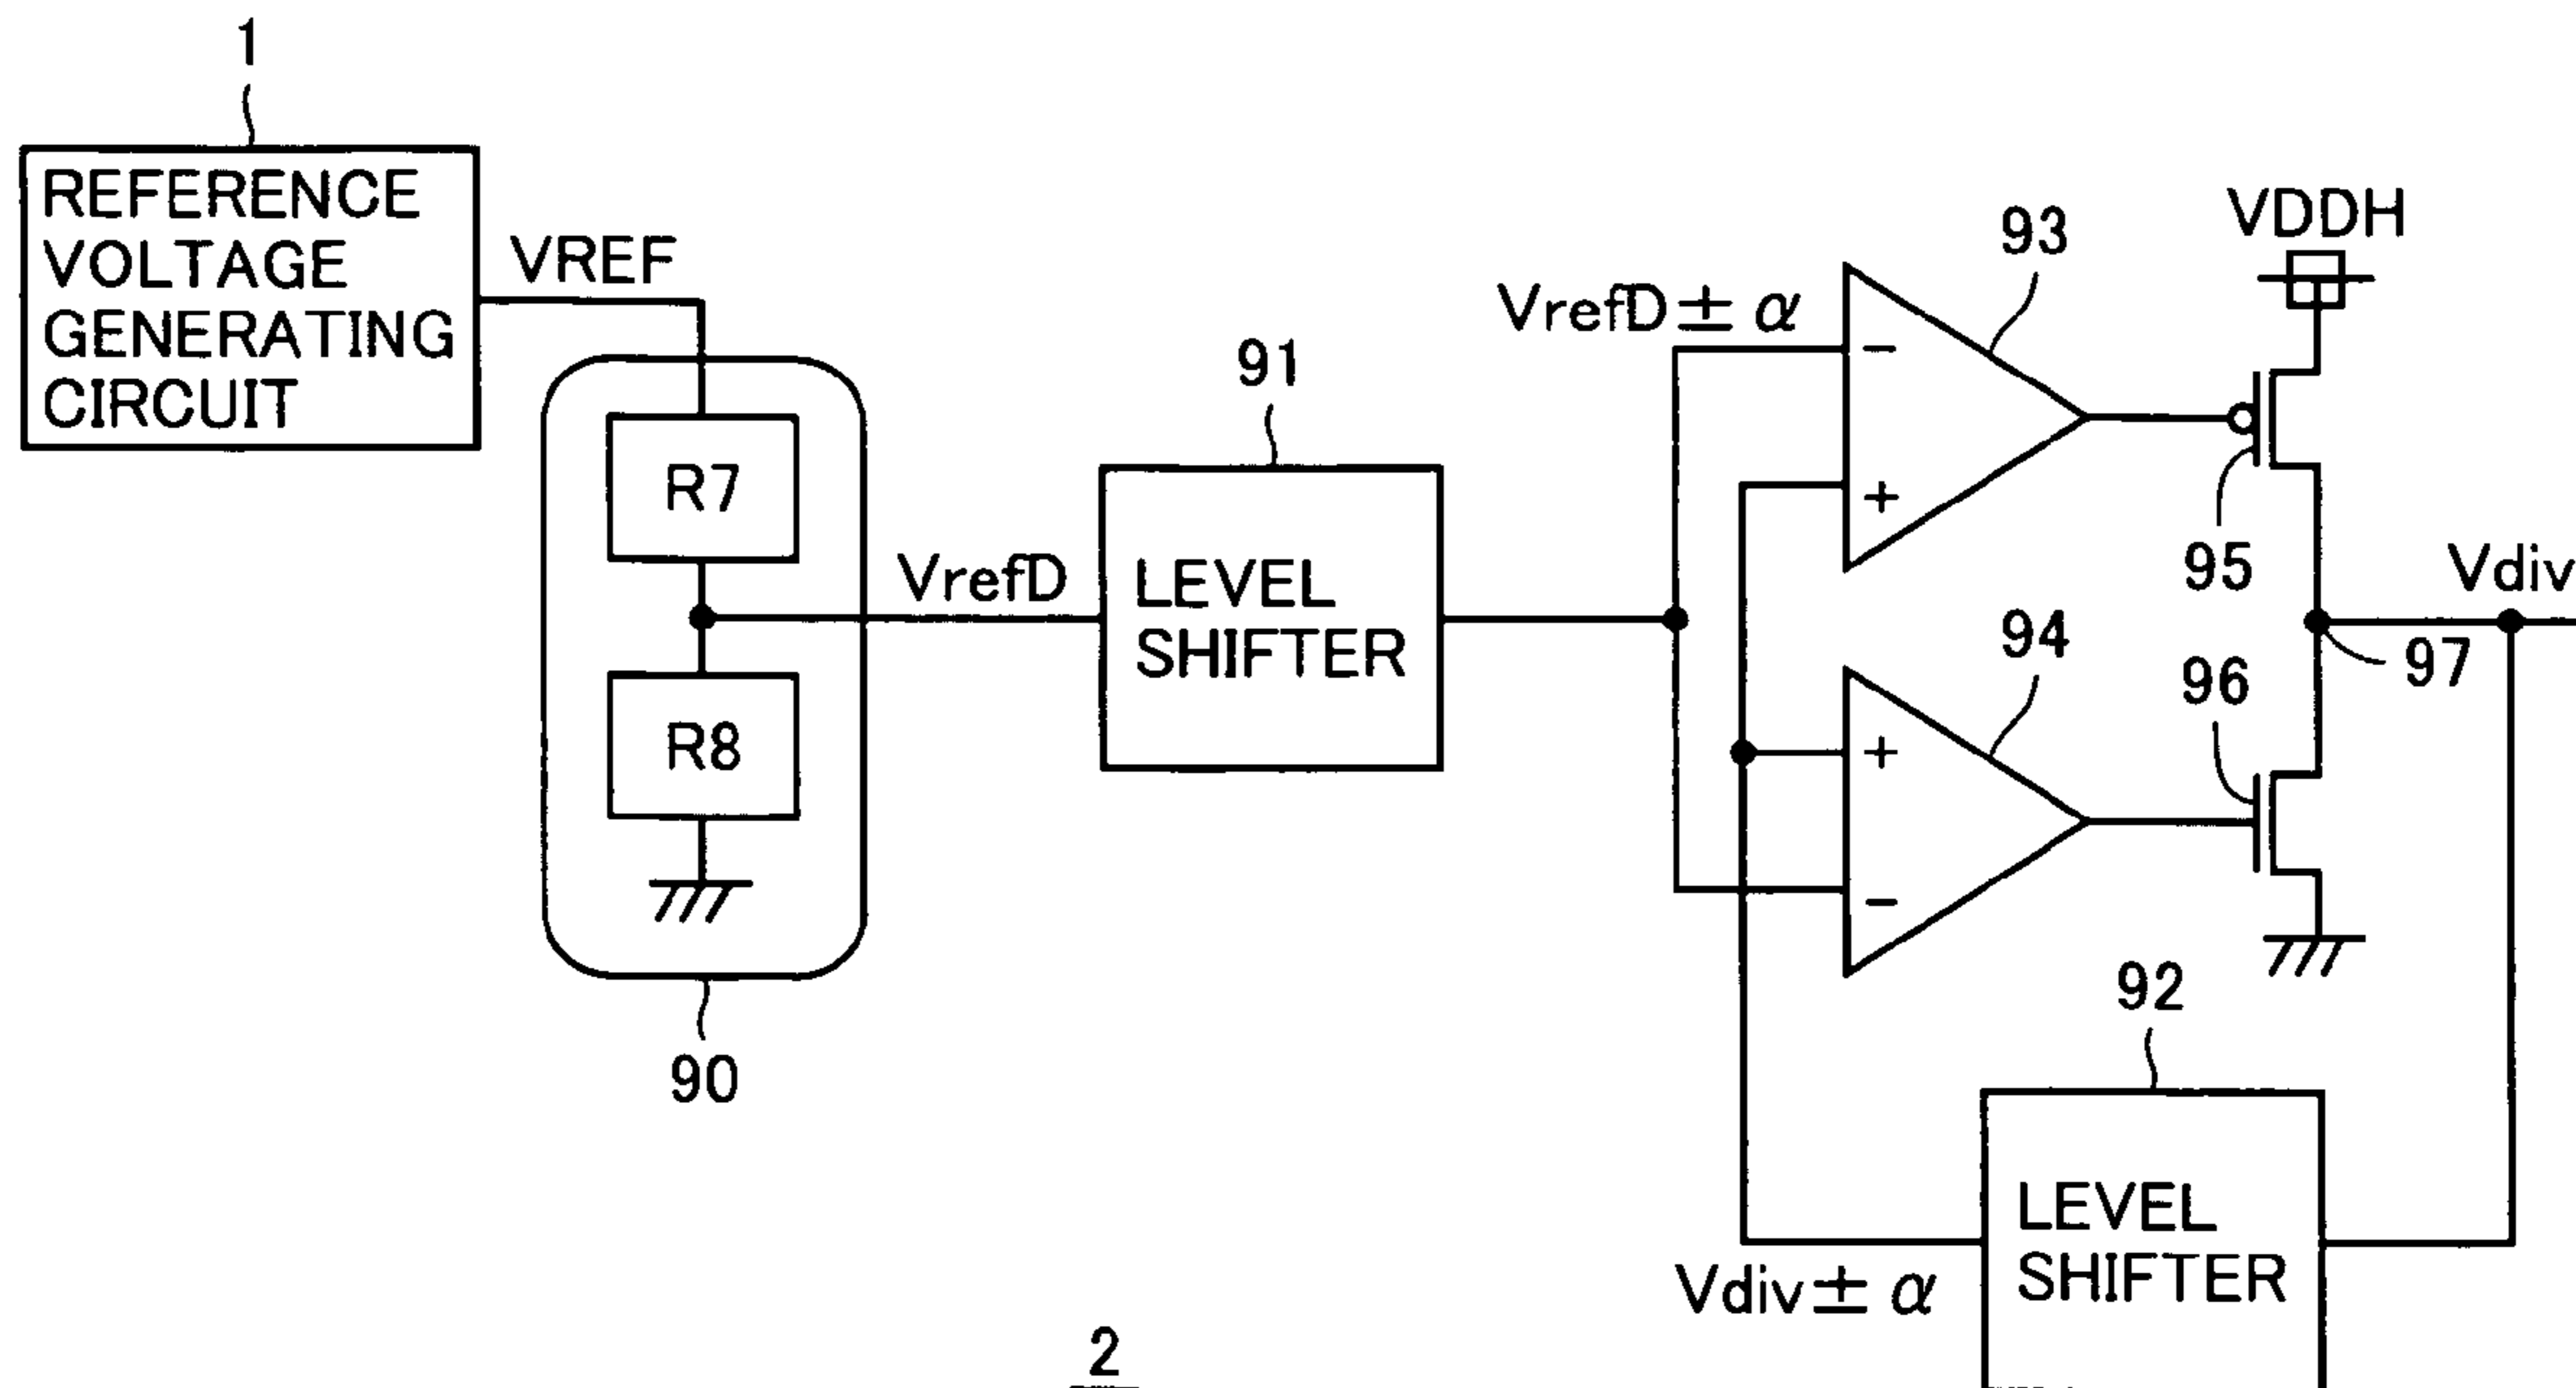 1
REFERENCE
VOLTAGE
GENERATING
CIRCUIT
VREF
R7
R8
90
VrefD
91
LEVEL
SHIFTER
VrefD±α
93
−
+
94
+
−
VDDH
95
96
97
Vdiv
92
LEVEL
SHIFTER
Vdiv±α
2